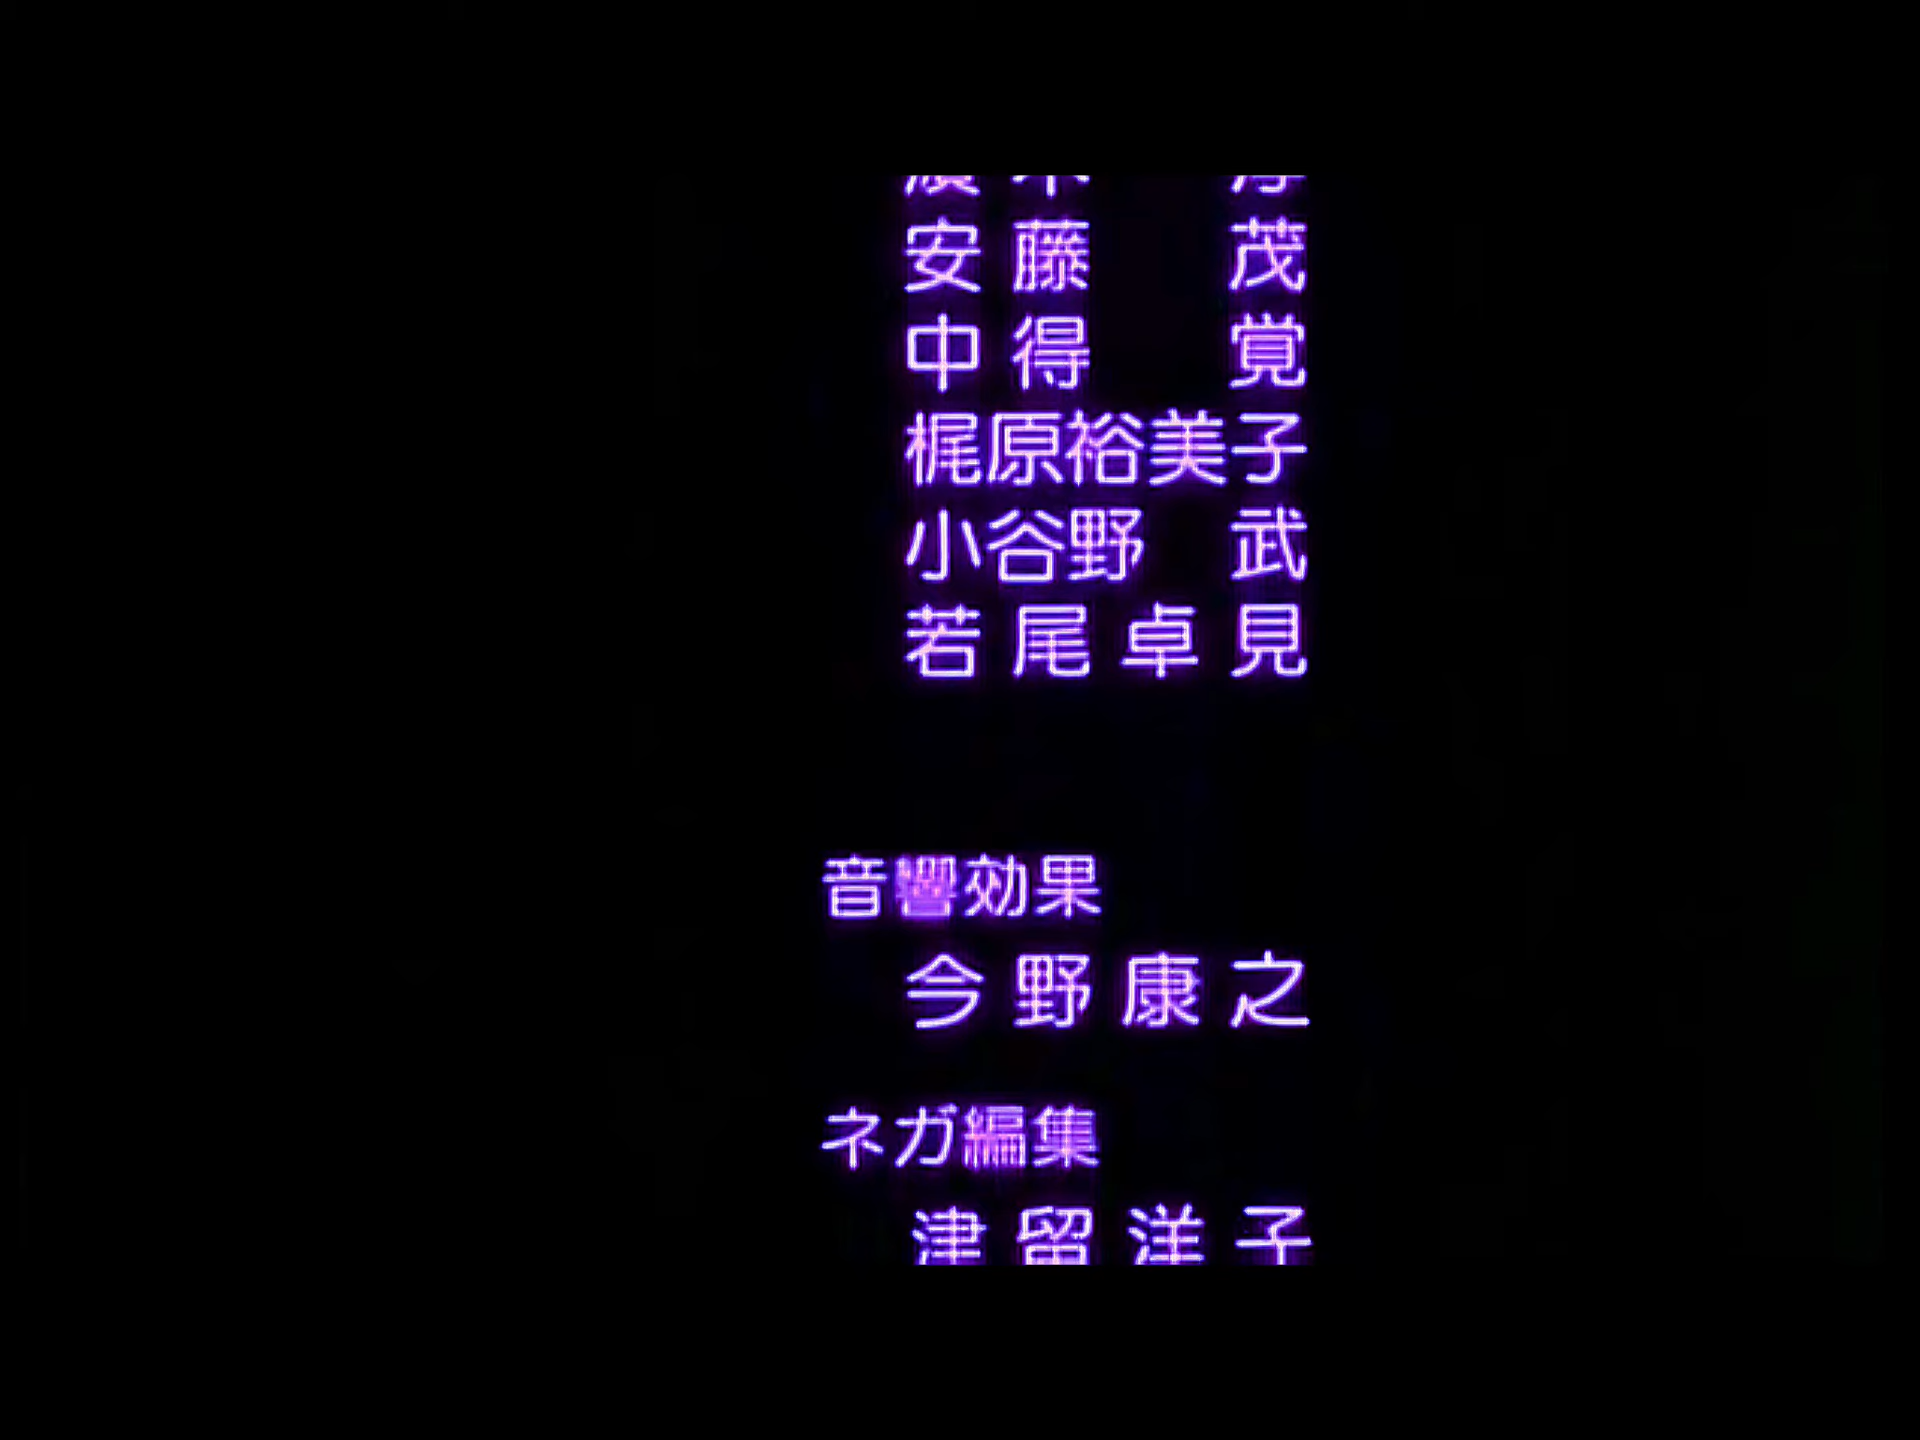 安藤 茂
中得 覚
梶原裕美子
小谷野 武
若尾卓見
音響効果
今野康之
ネガ編集
津留洋子